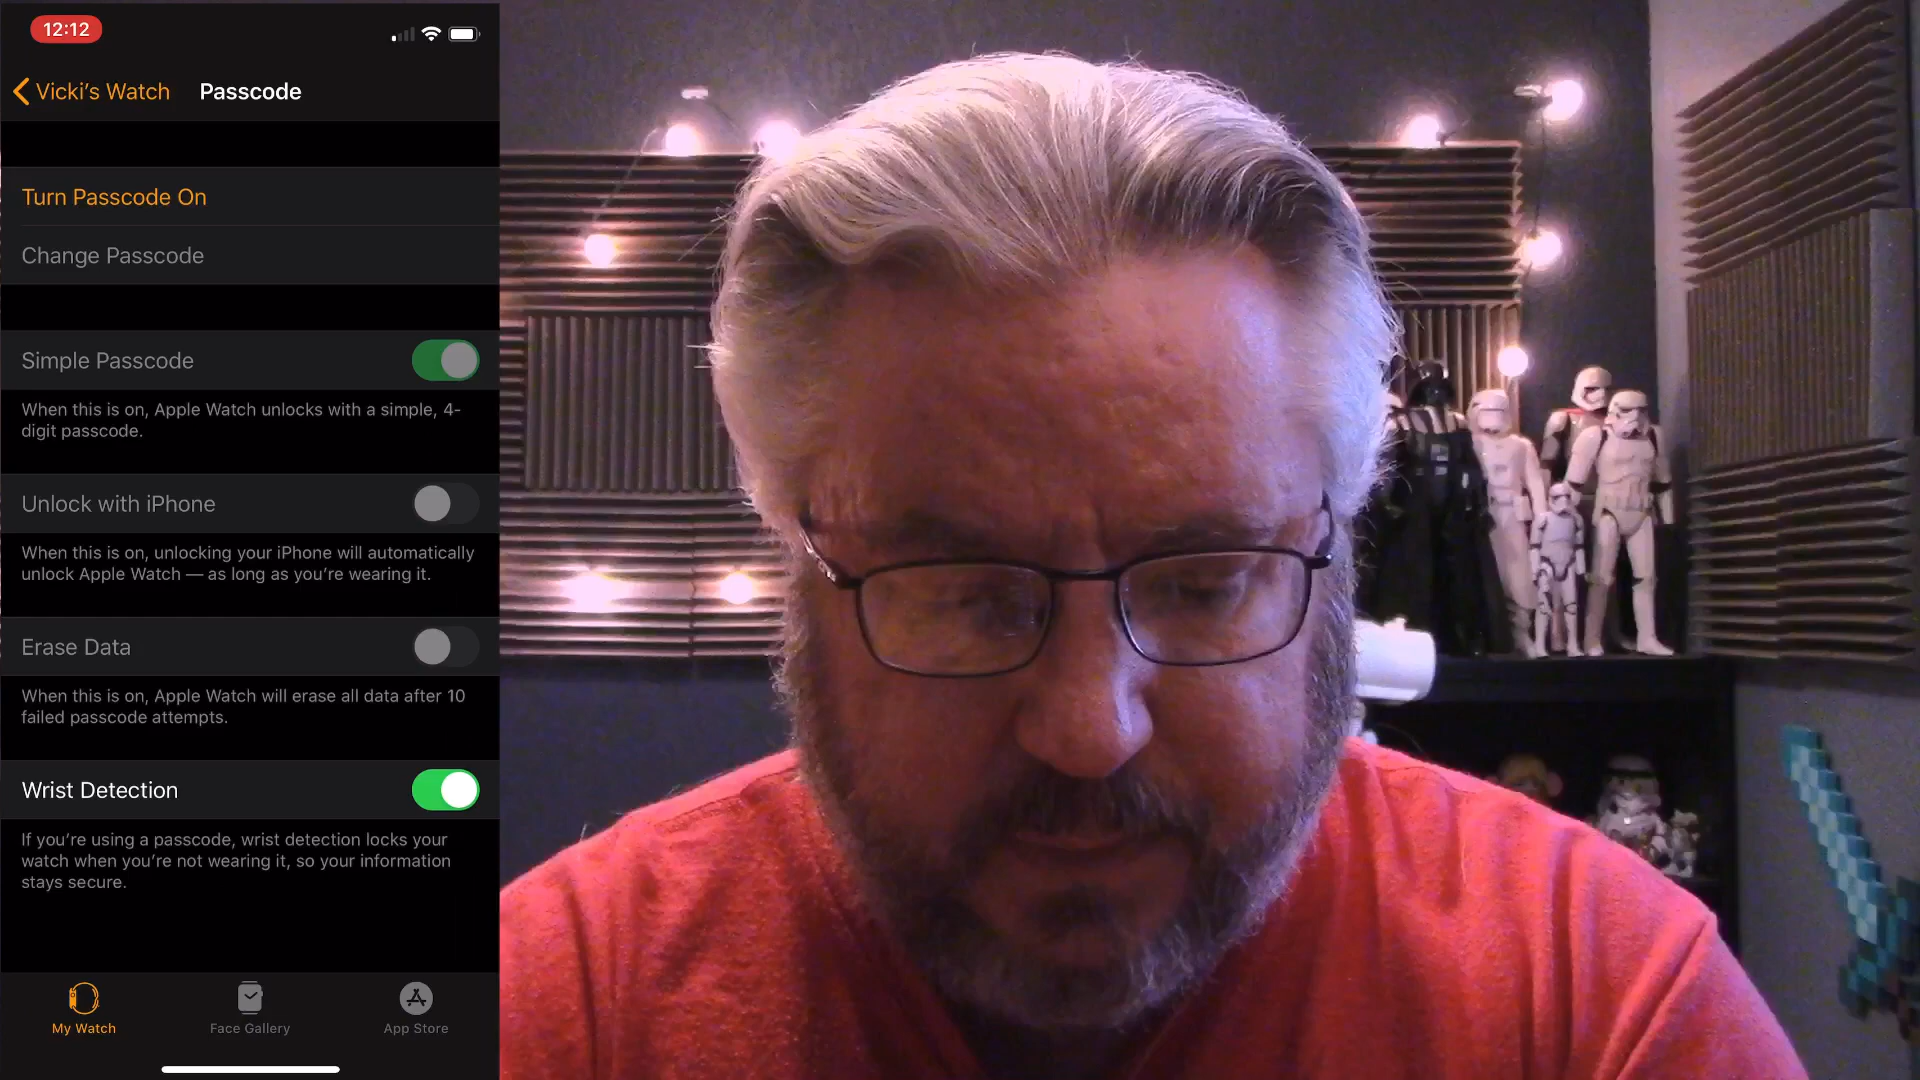 12:12
Vicki's Watch
Passcode
Turn Passcode On
Change Passcode
Simple Passcode
When this is on, Apple Watch unlocks with a simple, 4-
digit passcode.
Unlock with iPhone
When this is on, unlocking your iPhone will automatically
unlock Apple Watch — as long as you're wearing it.
Erase Data
When this is on, Apple Watch will erase all data after 10
failed passcode attempts.
Wrist Detection
If you're using a passcode, wrist detection locks your
watch when you're not wearing it, so your information
stays secure.
My Watch
Face Gallery
App Store